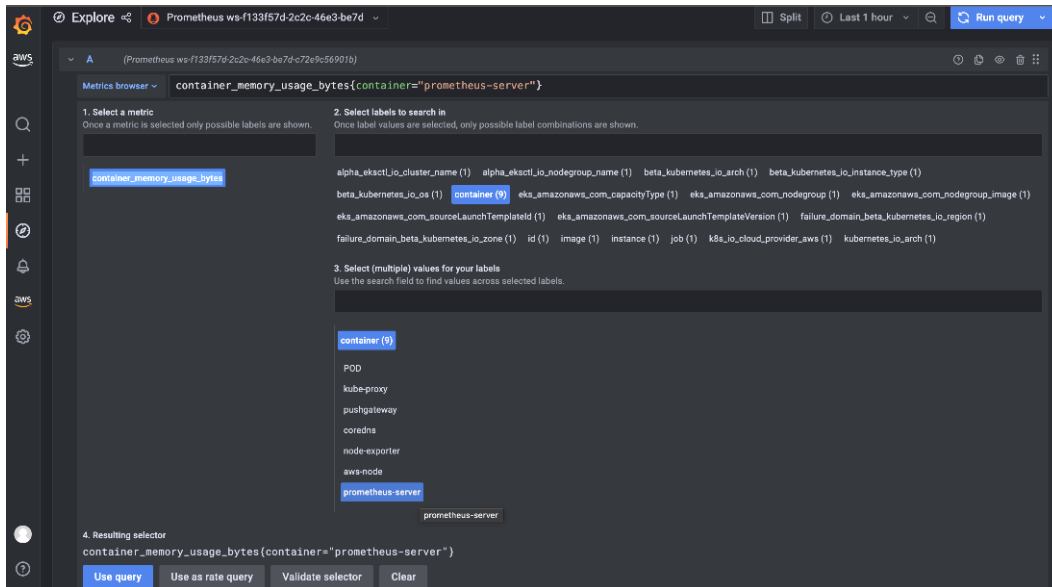 aws
Explore
Prometheus ws-f133f57d-2c2c-46e3-be7d
Split
Last 1 hour
Run query
A
(Prometheus ws-f133f57d-2c2c-46e3-be7d-c72e9c56901b)
Metrics browser
container_memory_usage_bytes{container="prometheus-server"}
1. Select a metric
Once a metric is selected only possible labels are shown.
container_memory_usage_bytes
2. Select labels to search in
Once label values are selected, only possible label combinations are shown.
alpha_eksctl_io_cluster_name (1) alpha_eksctl_io_nodegroup_name (1) beta_kubernetes_io_arch (1) beta_kubernetes_io_instance_type (1)
beta_kubernetes_io_os (1) container (9) eks_amazonaws_com_capacityType (1) eks_amazonaws_com_nodegroup (1) eks_amazonaws_com_nodegroup_image (1)
eks_amazonaws_com_sourceLaunchTemplateId (1) eks_amazonaws_com_sourceLaunchTemplateVersion (1) failure_domain_beta_kubernetes_io_region (1)
failure_domain_beta_kubernetes_io_zone (1) id (1) image (1) instance (1) job (1) k8s_io_cloud_provider_aws (1) kubernetes_io_arch (1)
3. Select (multiple) values for your labels
Use the search field to find values across selected labels.
container (9)
POD
kube-proxy
pushgateway
coredns
node-exporter
aws-node
prometheus-server
prometheus-server
aws
4. Resulting selector
container_memory_usage_bytes{container="prometheus-server"}
Use query
Use as rate query
Validate selector
Clear